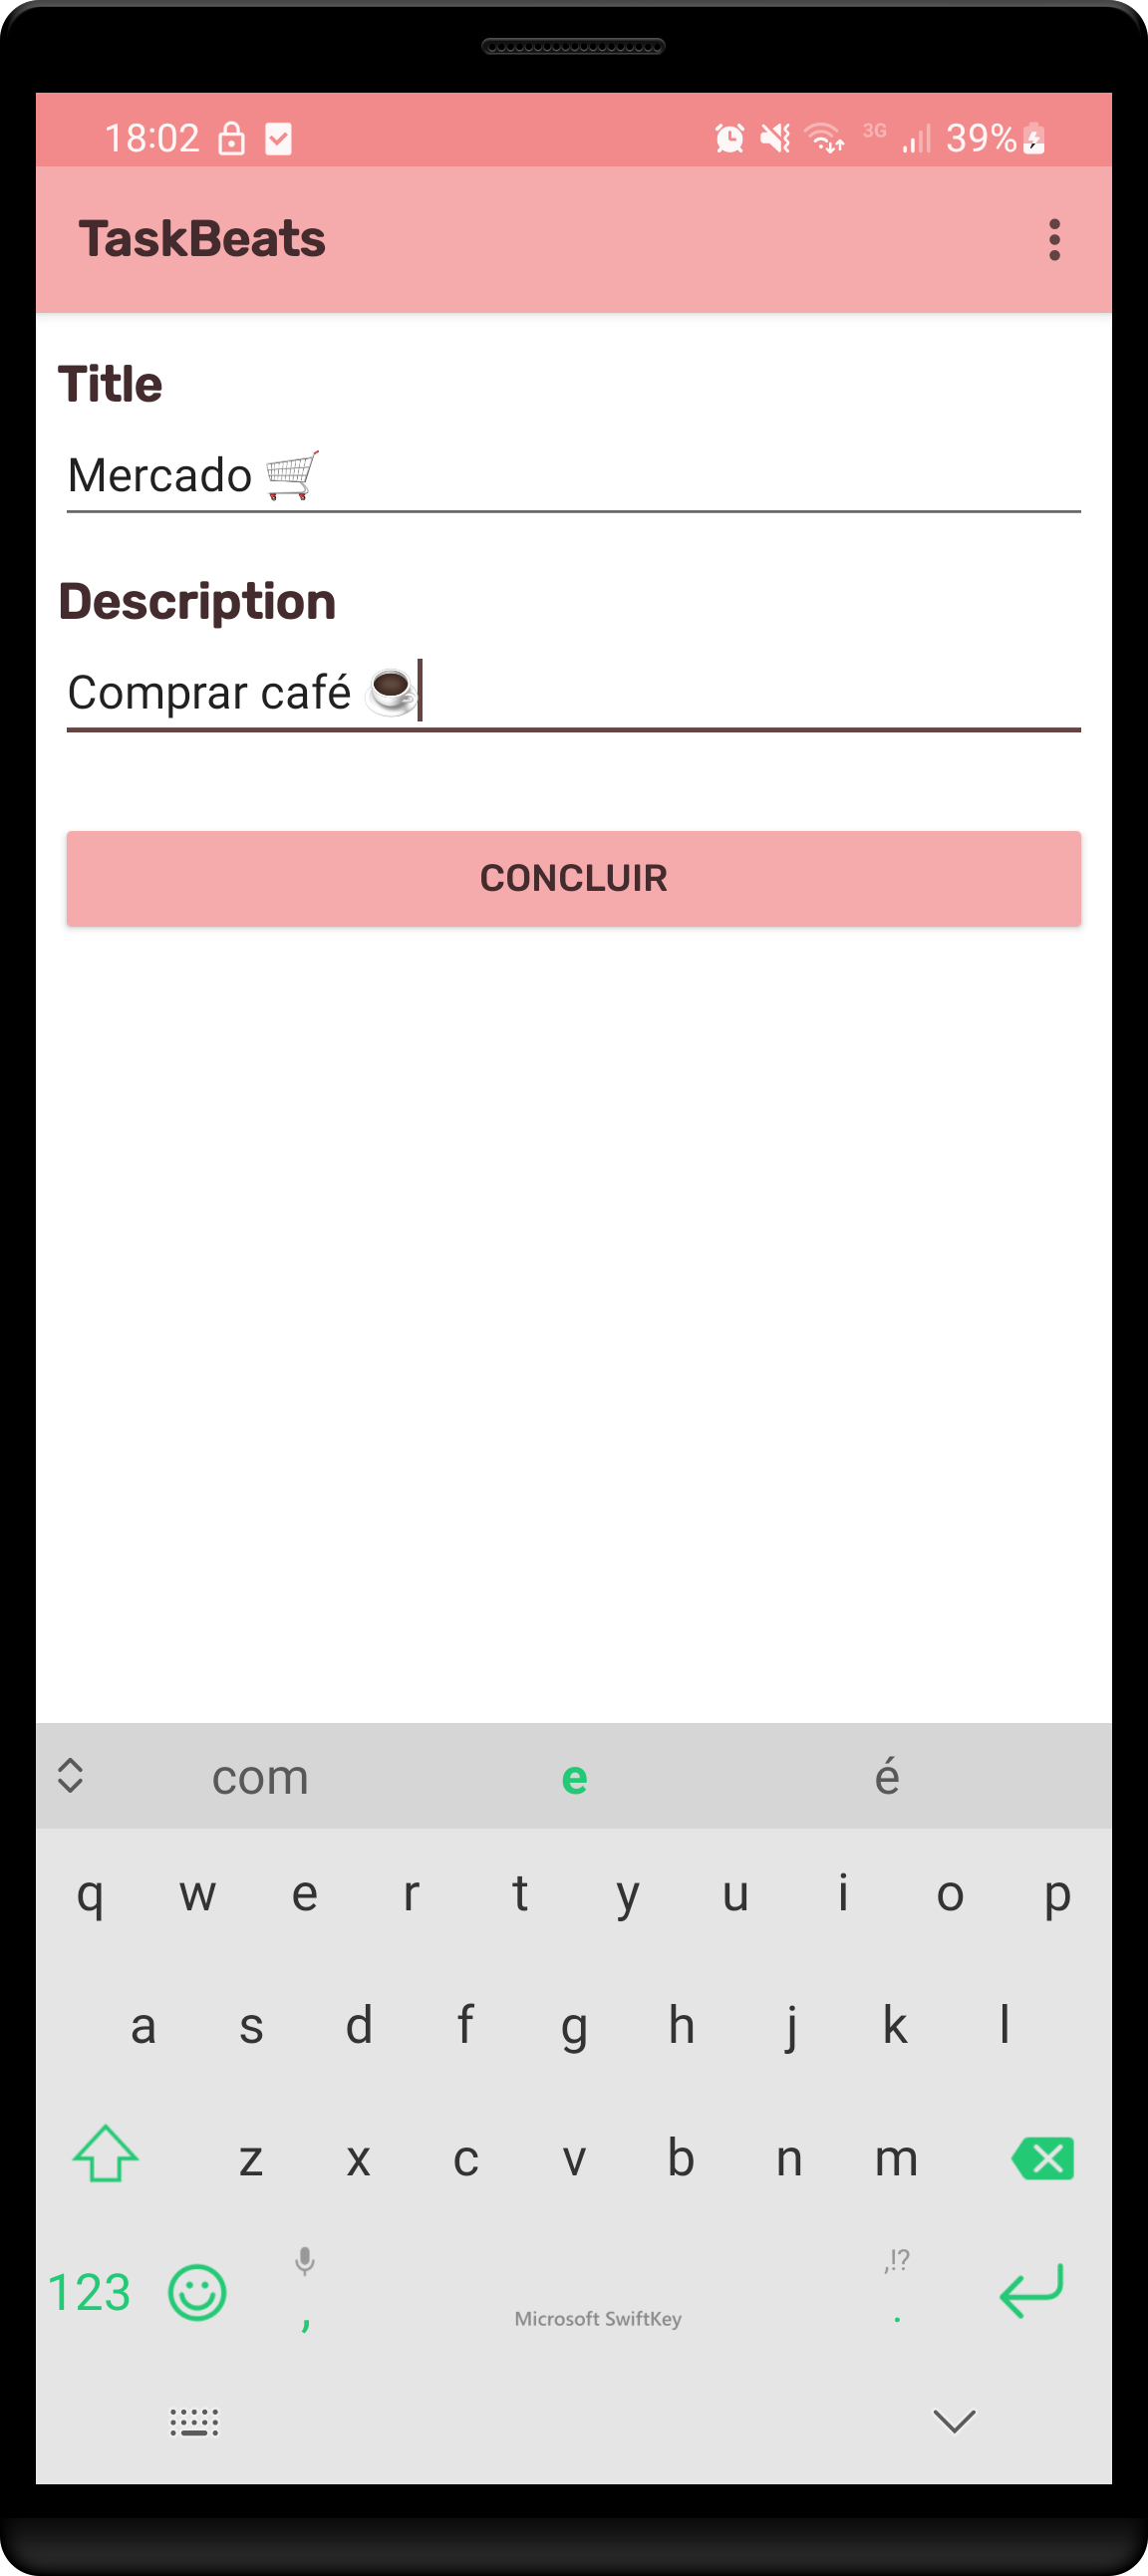 18:02 3G 39%
TaskBeats
Title
Mercado 🛒
Description
Comprar café ☕
CONCLUIR
com e é
q w e r t y u i o p
a s d f g h j k l
z x c v b n m
,!?
123 , Microsoft SwiftKey .